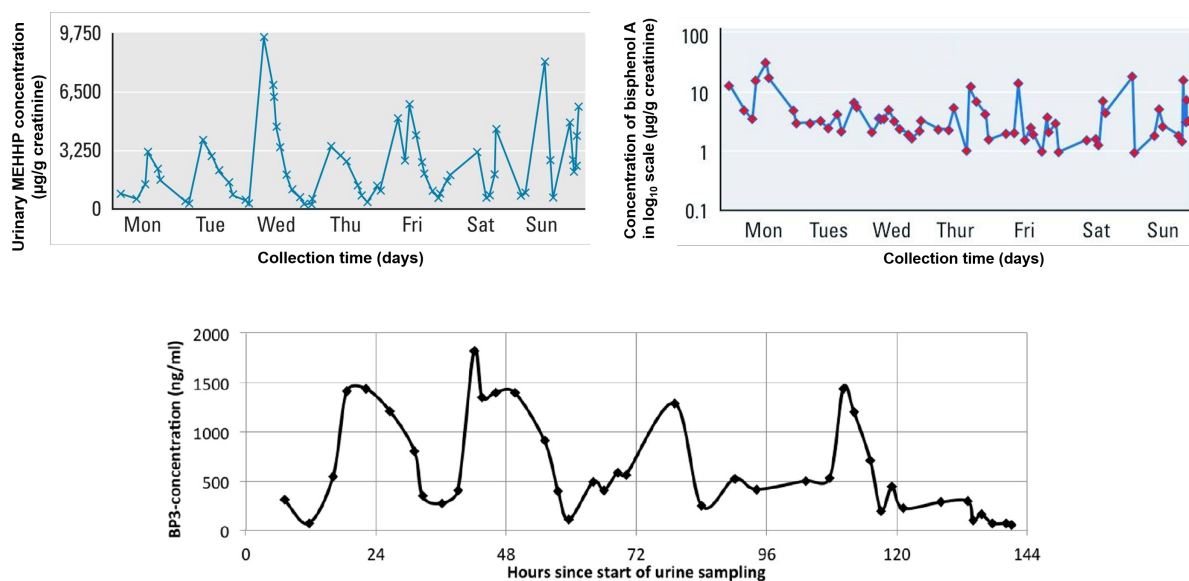 Urinary MEHHP concentration
(µg/g creatinine)
9,750
6,500
3,250
0
Mon Tue Wed Thu Fri Sat Sun
Collection time (days)
Concentration of bisphenol A
in log₁₀ scale (µg/g creatinine)
100
10
1
0.1
Mon Tues Wed Thur Fri Sat Sun
Collection time (days)
BP3-concentration (ng/ml)
2000
1500
1000
500
0
0 24 48 72 96 120 144
Hours since start of urine sampling